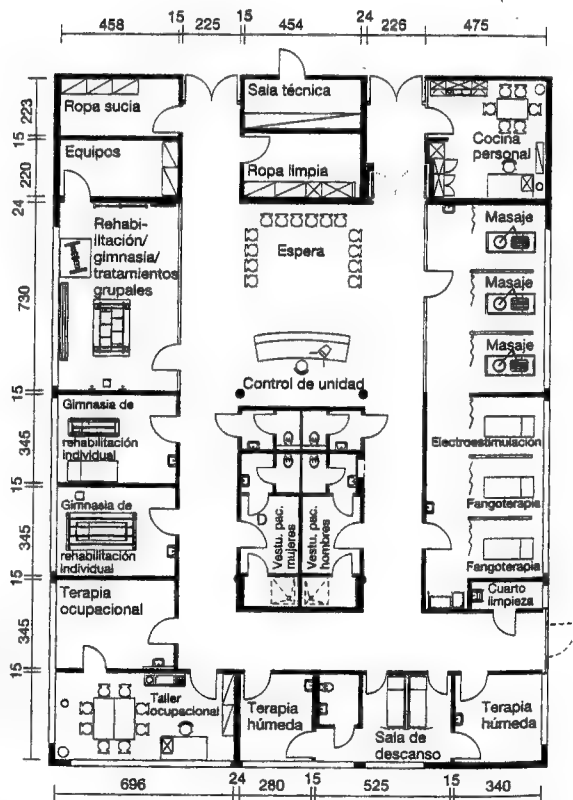 458 15 225 15 454 24 226 475
223
15
220
24
730
15
345
15
345
15
345
15
Ropa sucia
Sala técnica
Cocina
personal
Equipos
Ropa limpia
Rehabi-
litación/
gimnasia/
tratamientos
grupales
Espera
Masaje
Masaje
Masaje
Control de unidad
Gimnasia de
rehabilitación
individual
Electroestimulación
Gimnasia de
rehabilitación
individual
Vestu. pac.
mujeres
Vestu. pac.
hombres
Fangoterapia
Fangoterapia
Terapia
ocupacional
Cuarto
limpieza
Taller
ocupacional
Terapia
húmeda
Sala de
descanso
Terapia
húmeda
696 24 280 15 525 15 340